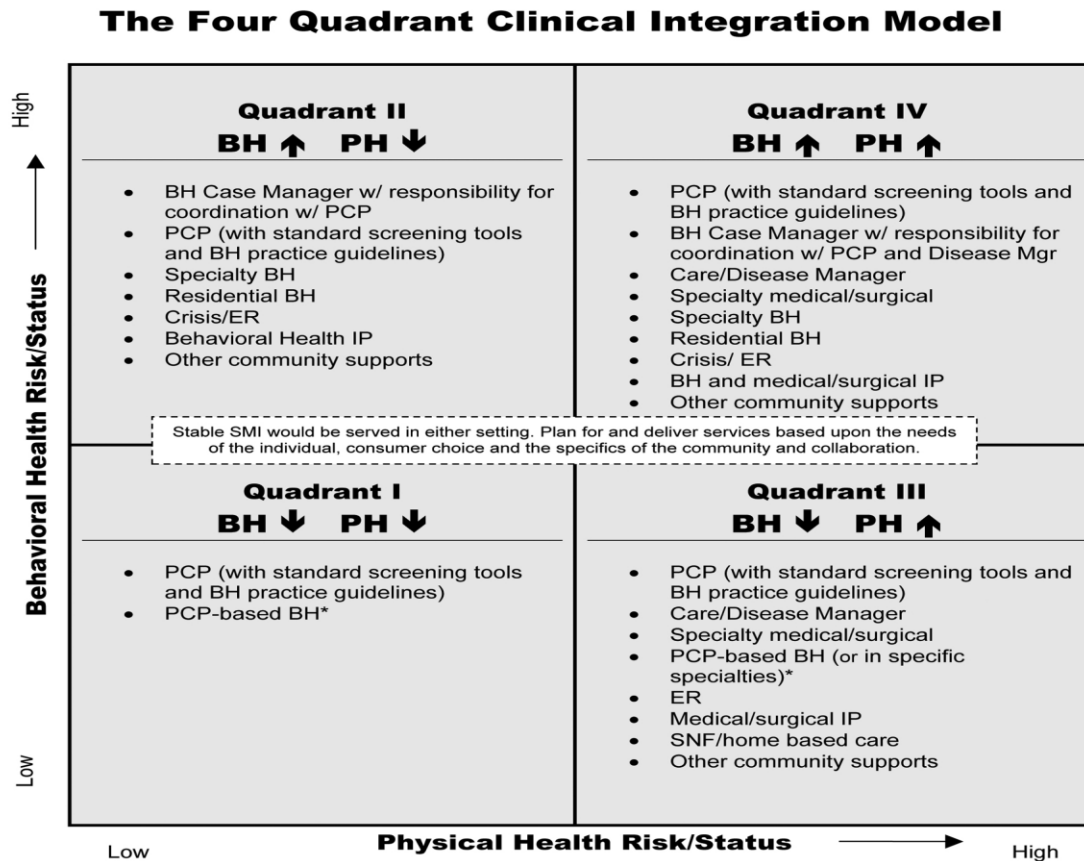 The Four Quadrant Clinical Integration Model
High
Behavioral Health Risk/Status
Low
Quadrant II
BH PH
• BH Case Manager w/ responsibility for
coordination w/ PCP
• PCP (with standard screening tools
and BH practice guidelines)
• Specialty BH
• Residential BH
• Crisis/ER
• Behavioral Health IP
• Other community supports
Quadrant IV
BH PH
• PCP (with standard screening tools and
BH practice guidelines)
• BH Case Manager w/ responsibility for
coordination w/ PCP and Disease Mgr
• Care/Disease Manager
• Specialty medical/surgical
• Specialty BH
• Residential BH
• Crisis/ ER
• BH and medical/surgical IP
• Other community supports
Stable SMI would be served in either setting. Plan for and deliver services based upon the needs
of the individual, consumer choice and the specifics of the community and collaboration.
Quadrant I
BH PH
• PCP (with standard screening tools
and BH practice guidelines)
• PCP-based BH*
Quadrant III
BH PH
• PCP (with standard screening tools and
BH practice guidelines)
• Care/Disease Manager
• Specialty medical/surgical
• PCP-based BH (or in specific
specialties)*
• ER
• Medical/surgical IP
• SNF/home based care
• Other community supports
Low
Physical Health Risk/Status
High